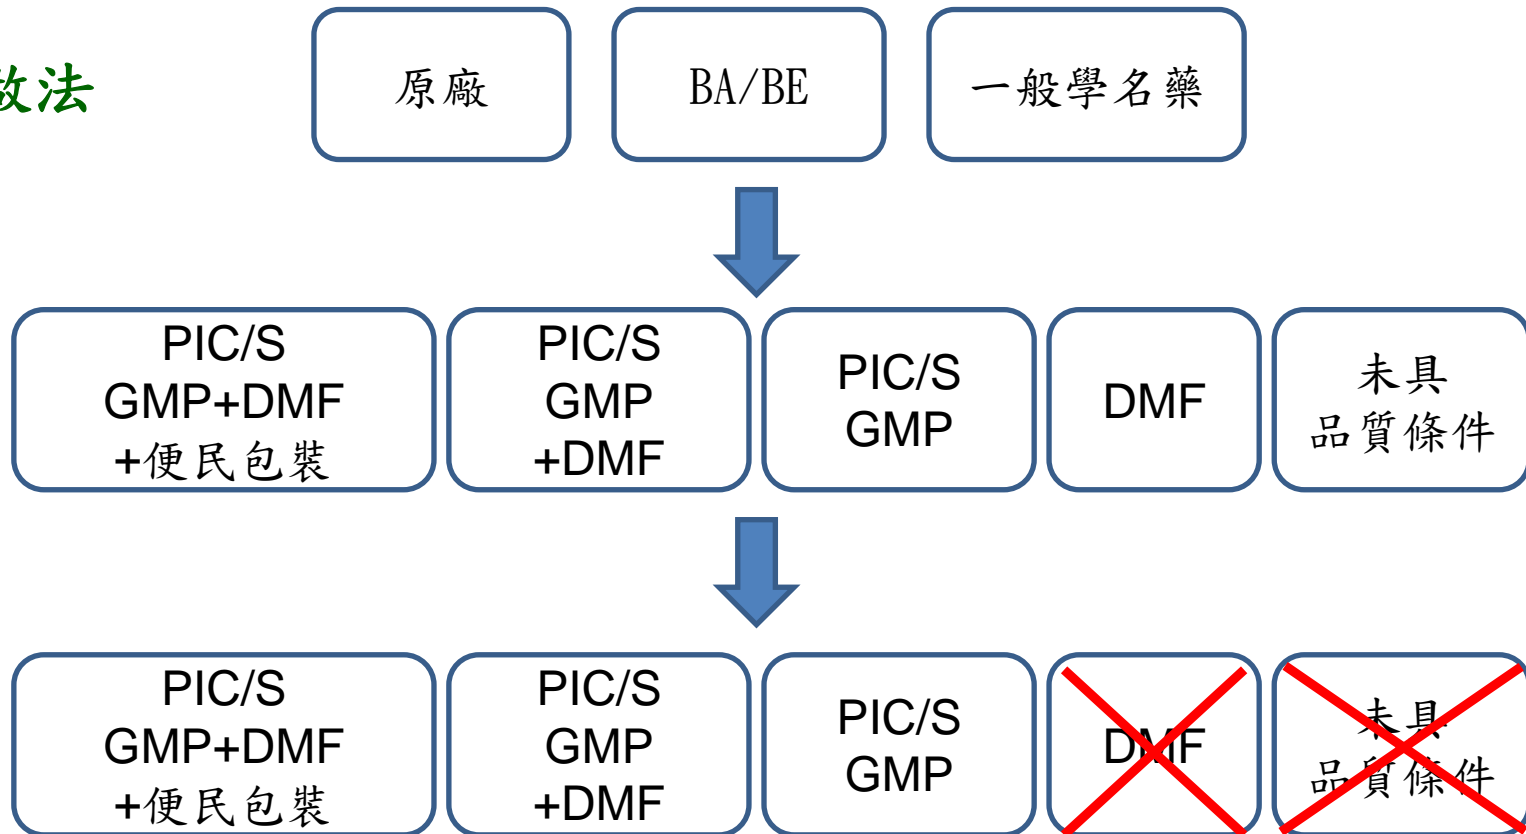 做法
原廠
BA/BE
一般學名藥
PIC/S
GMP+DMF
+便民包裝
PIC/S
GMP
+DMF
PIC/S
GMP
DMF
未具
品質條件
PIC/S
GMP+DMF
+便民包裝
PIC/S
GMP
+DMF
PIC/S
GMP
DMF
未具
品質條件